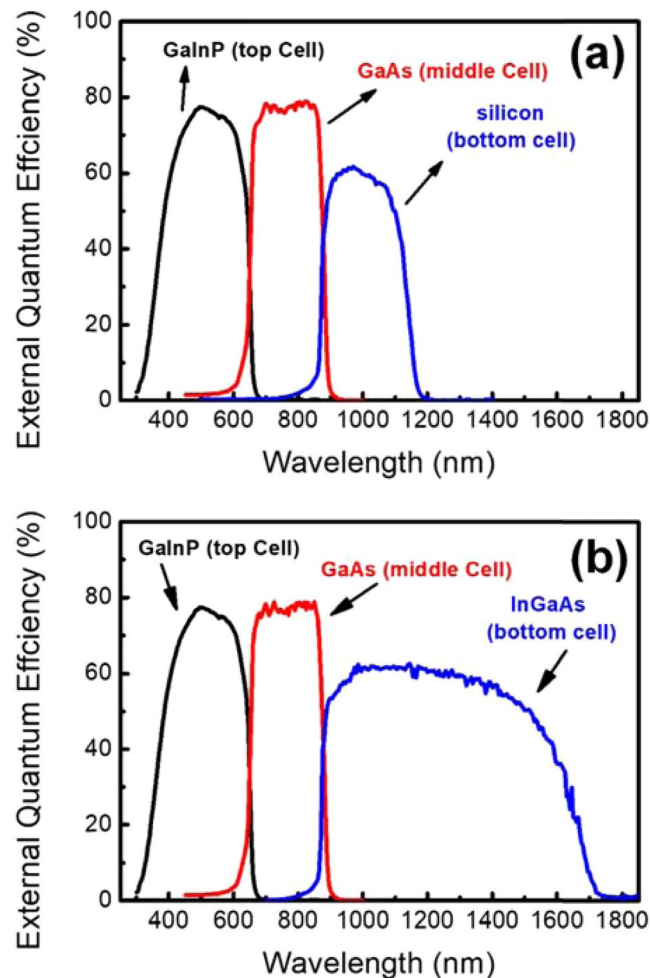 100
80
60
40
20
0
External Quantum Effciency (%)
GaInP (top Cell)
GaAs (middle Cell)
(a)
silicon
(bottom cell)
400 600 800 1000 1200 1400 1600 1800
Wavelength (nm)
100
80
60
40
20
0
External Quantum Effciency (%)
GaInP (top Cell)
GaAs (middle Cell)
(b)
InGaAs
(bottom cell)
400 600 800 1000 1200 1400 1600 1800
Wavelength (nm)